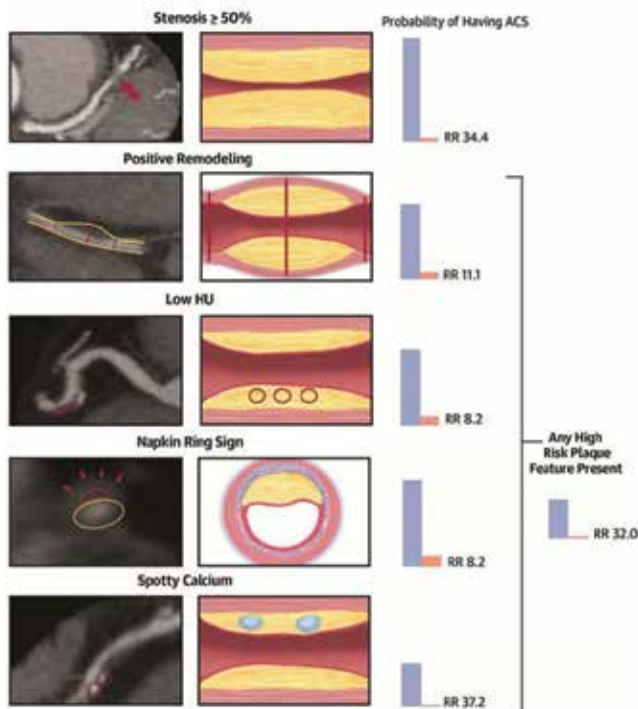 Stenosis ≥ 50%
Probability of Having ACS
RR 34.4
Positive Remodeling
RR 11.1
Low HU
RR 8.2
Napkin Ring Sign
RR 8.2
Any High
Risk Plaque
Feature Present
RR 32.0
Spotty Calcium
RR 37.2